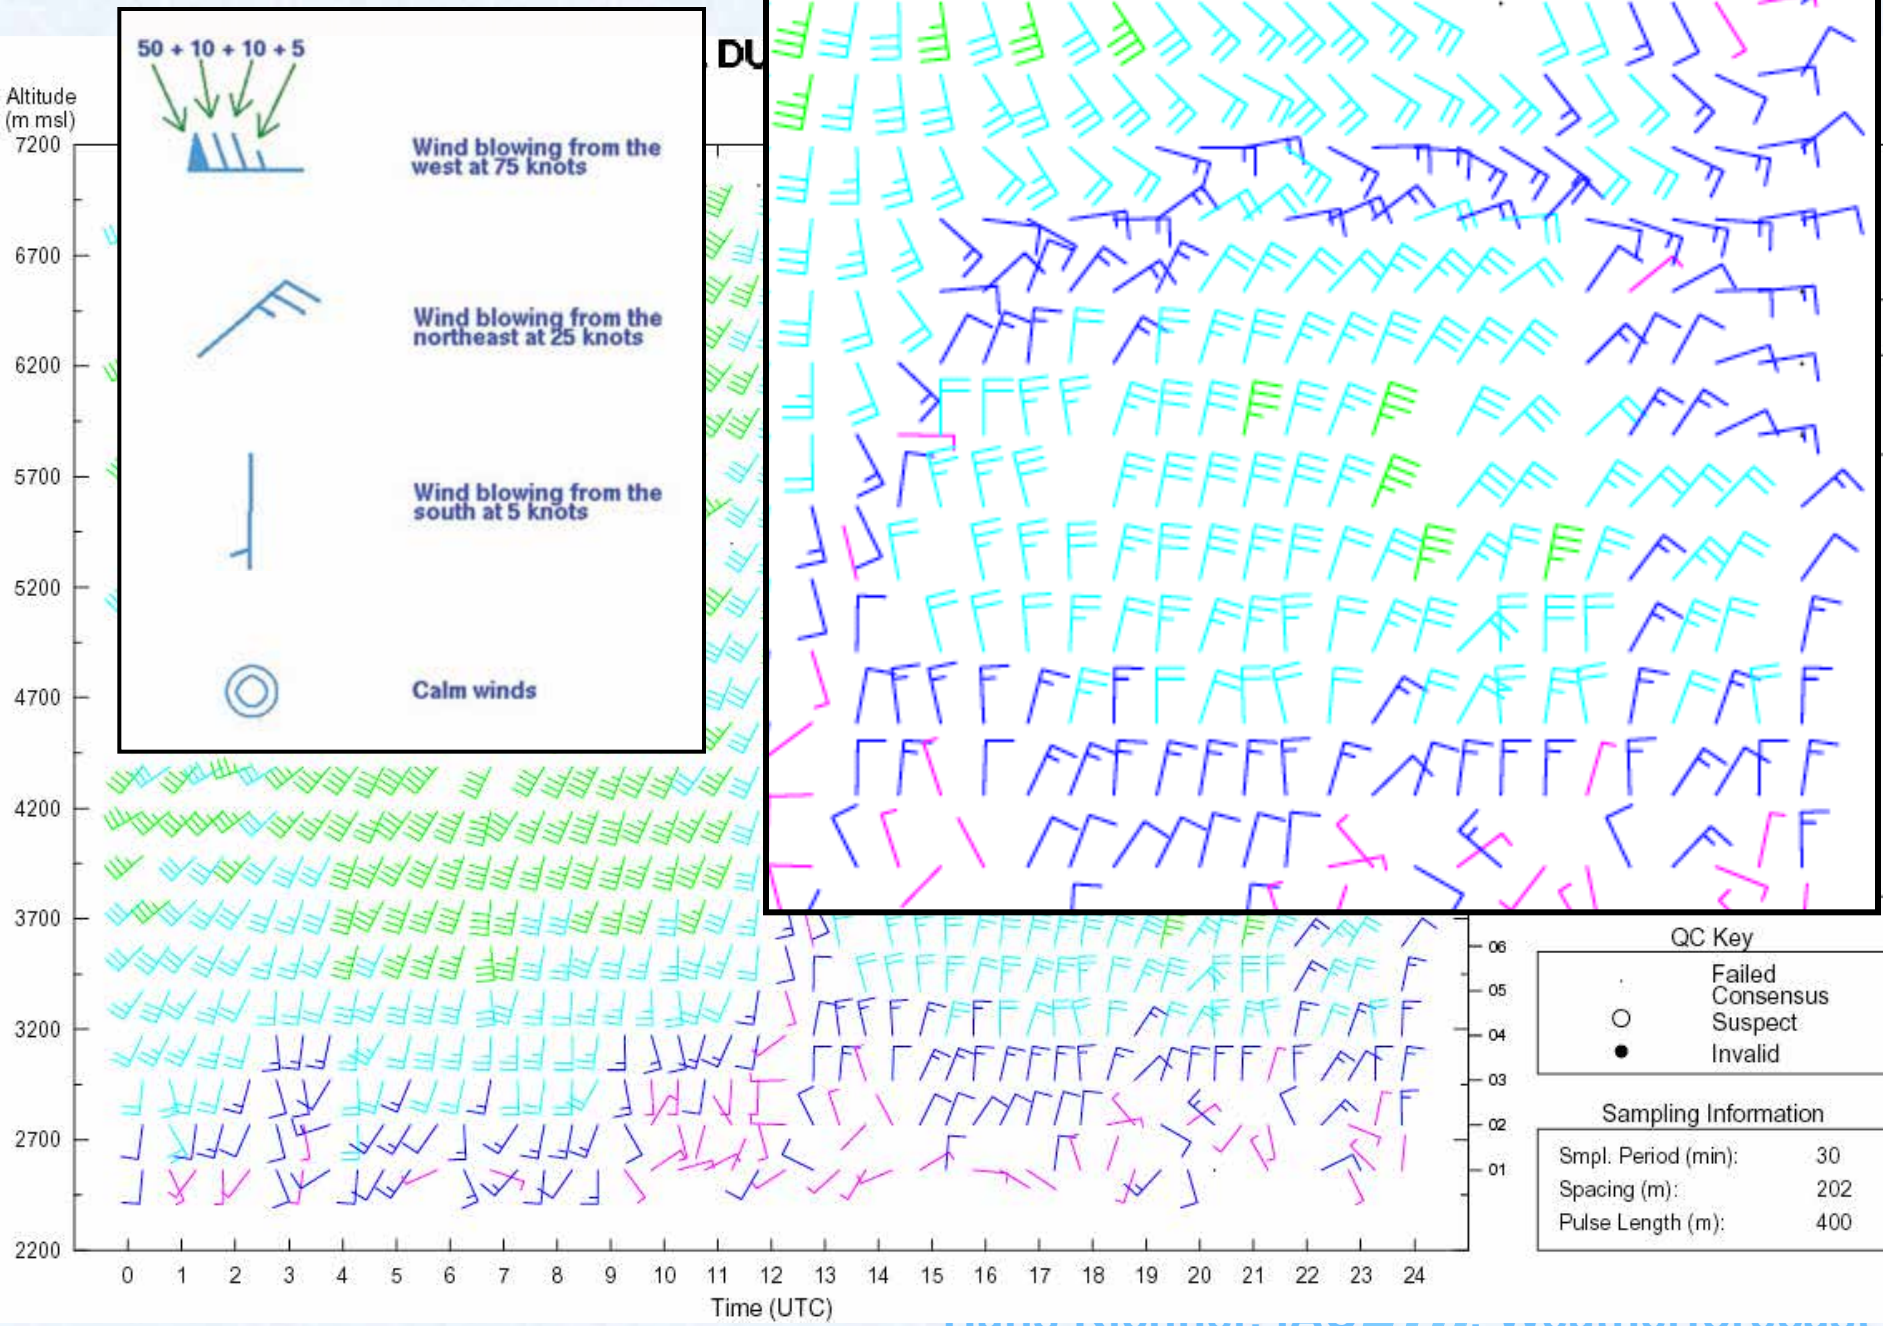 50 + 10 + 10 + 5
Wind blowing from the
west at 75 knots
Wind blowing from the
northeast at 25 knots
Wind blowing from the
south at 5 knots
Calm winds
. DU
Altitude
(m msl)
7200
6700
6200
5700
5200
4700
4200
3700
3200
2700
2200
0 1 2 3 4 5 6 7 8 9 10 11 12 13 14 15 16 17 18 19 20 21 22 23 24
Time (UTC)
06
05
04
03
02
01
QC Key
Failed
Consensus
Suspect
Invalid
Sampling Information
Smpl. Period (min): 30
Spacing (m): 202
Pulse Length (m): 400